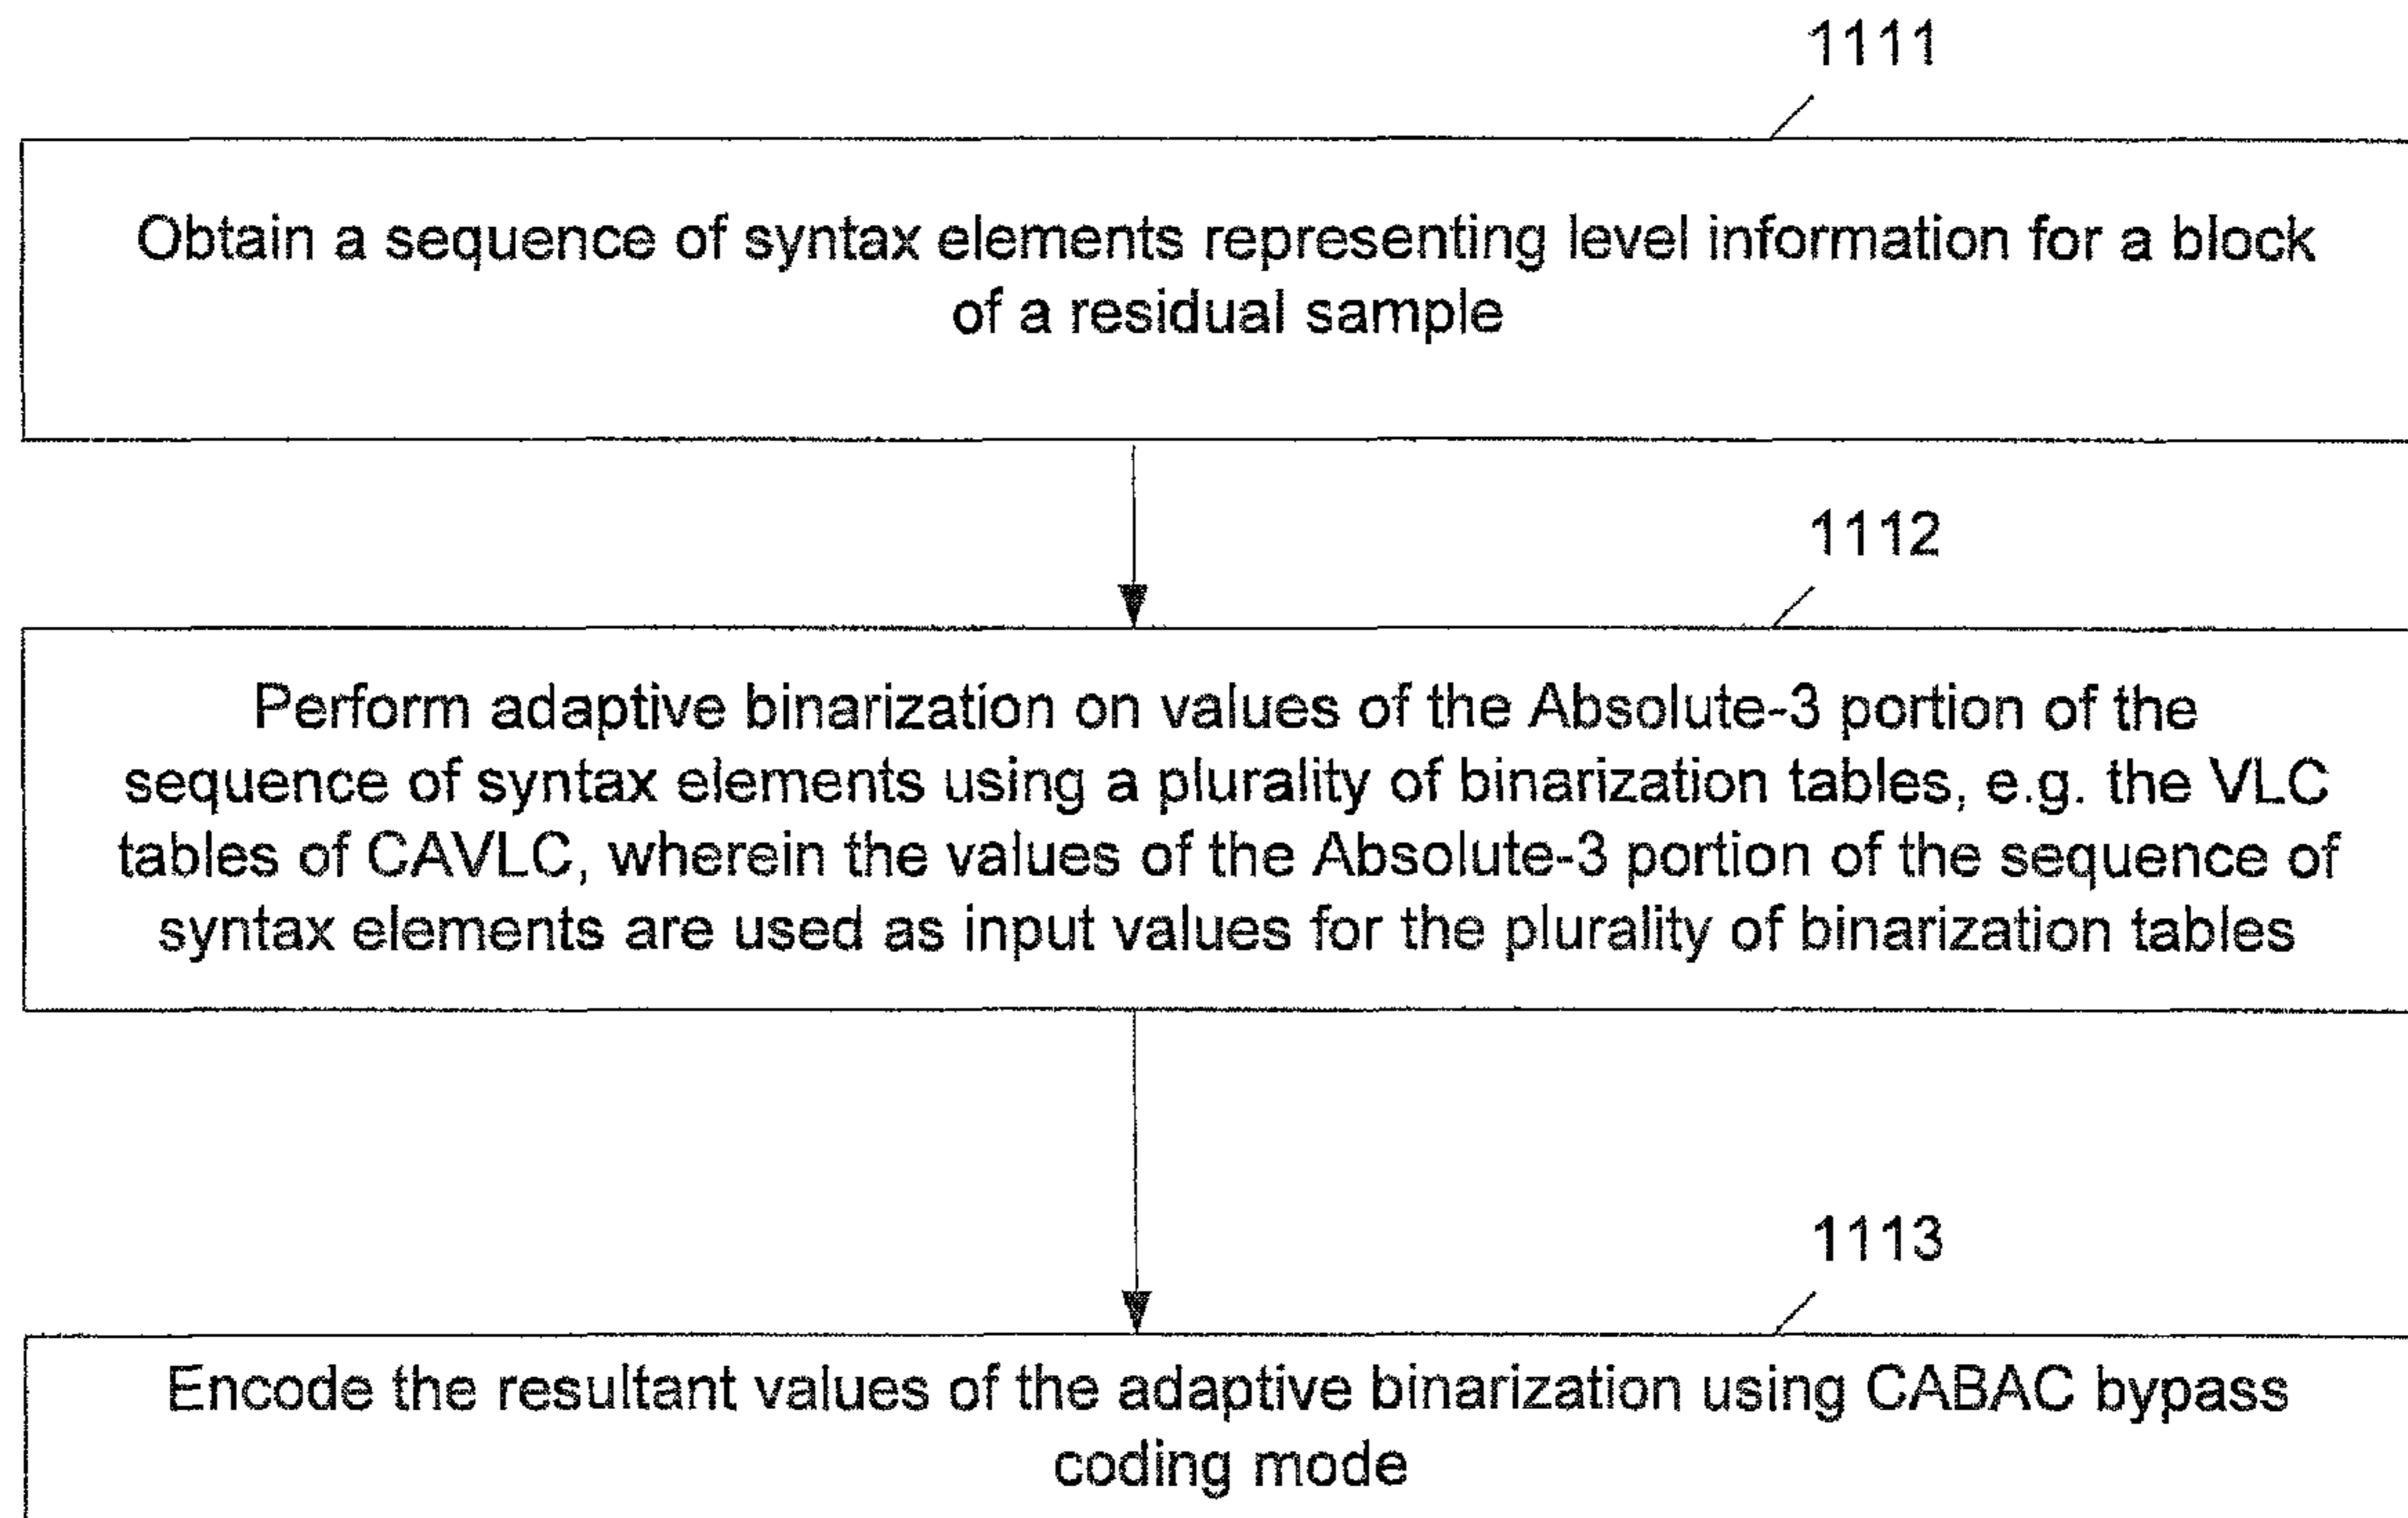 1111
Obtain a sequence of syntax elements representing level information for a block
of a residual sample
1112
Perform adaptive binarization on values of the Absolute-3 portion of the
sequence of syntax elements using a plurality of binarization tables, e.g. the VLC
tables of CAVLC, wherein the values of the Absolute-3 portion of the sequence of
syntax elements are used as input values for the plurality of binarization tables
1113
Encode the resultant values of the adaptive binarization using CABAC bypass
coding mode